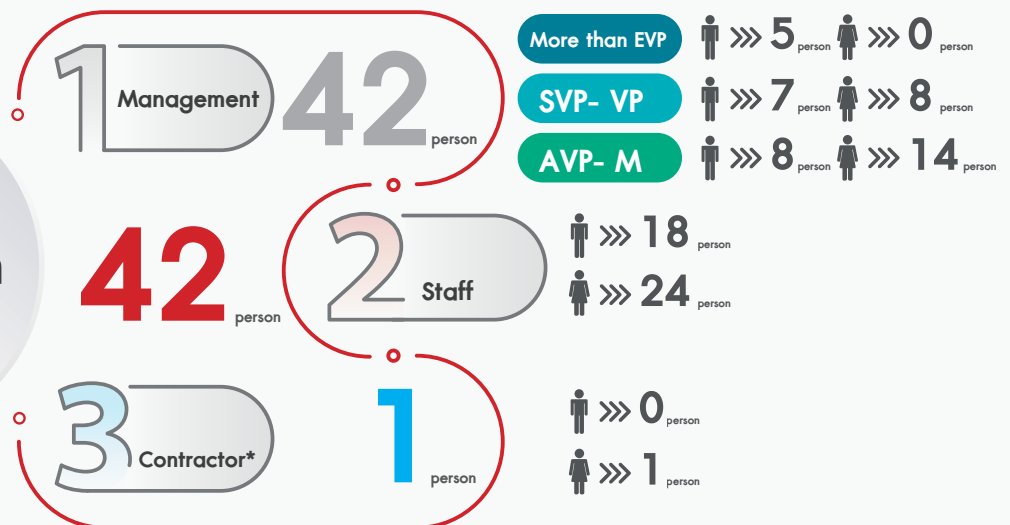 1 Management 42 person
More than EVP >>> 5 person >>> 0 person
SVP- VP >>> 7 person >>> 8 person
AVP- M >>> 8 person >>> 14 person
42 person
2 Staff
>>> 18 person
>>> 24 person
3 Contractor* 1 person
>>> 0 person
>>> 1 person